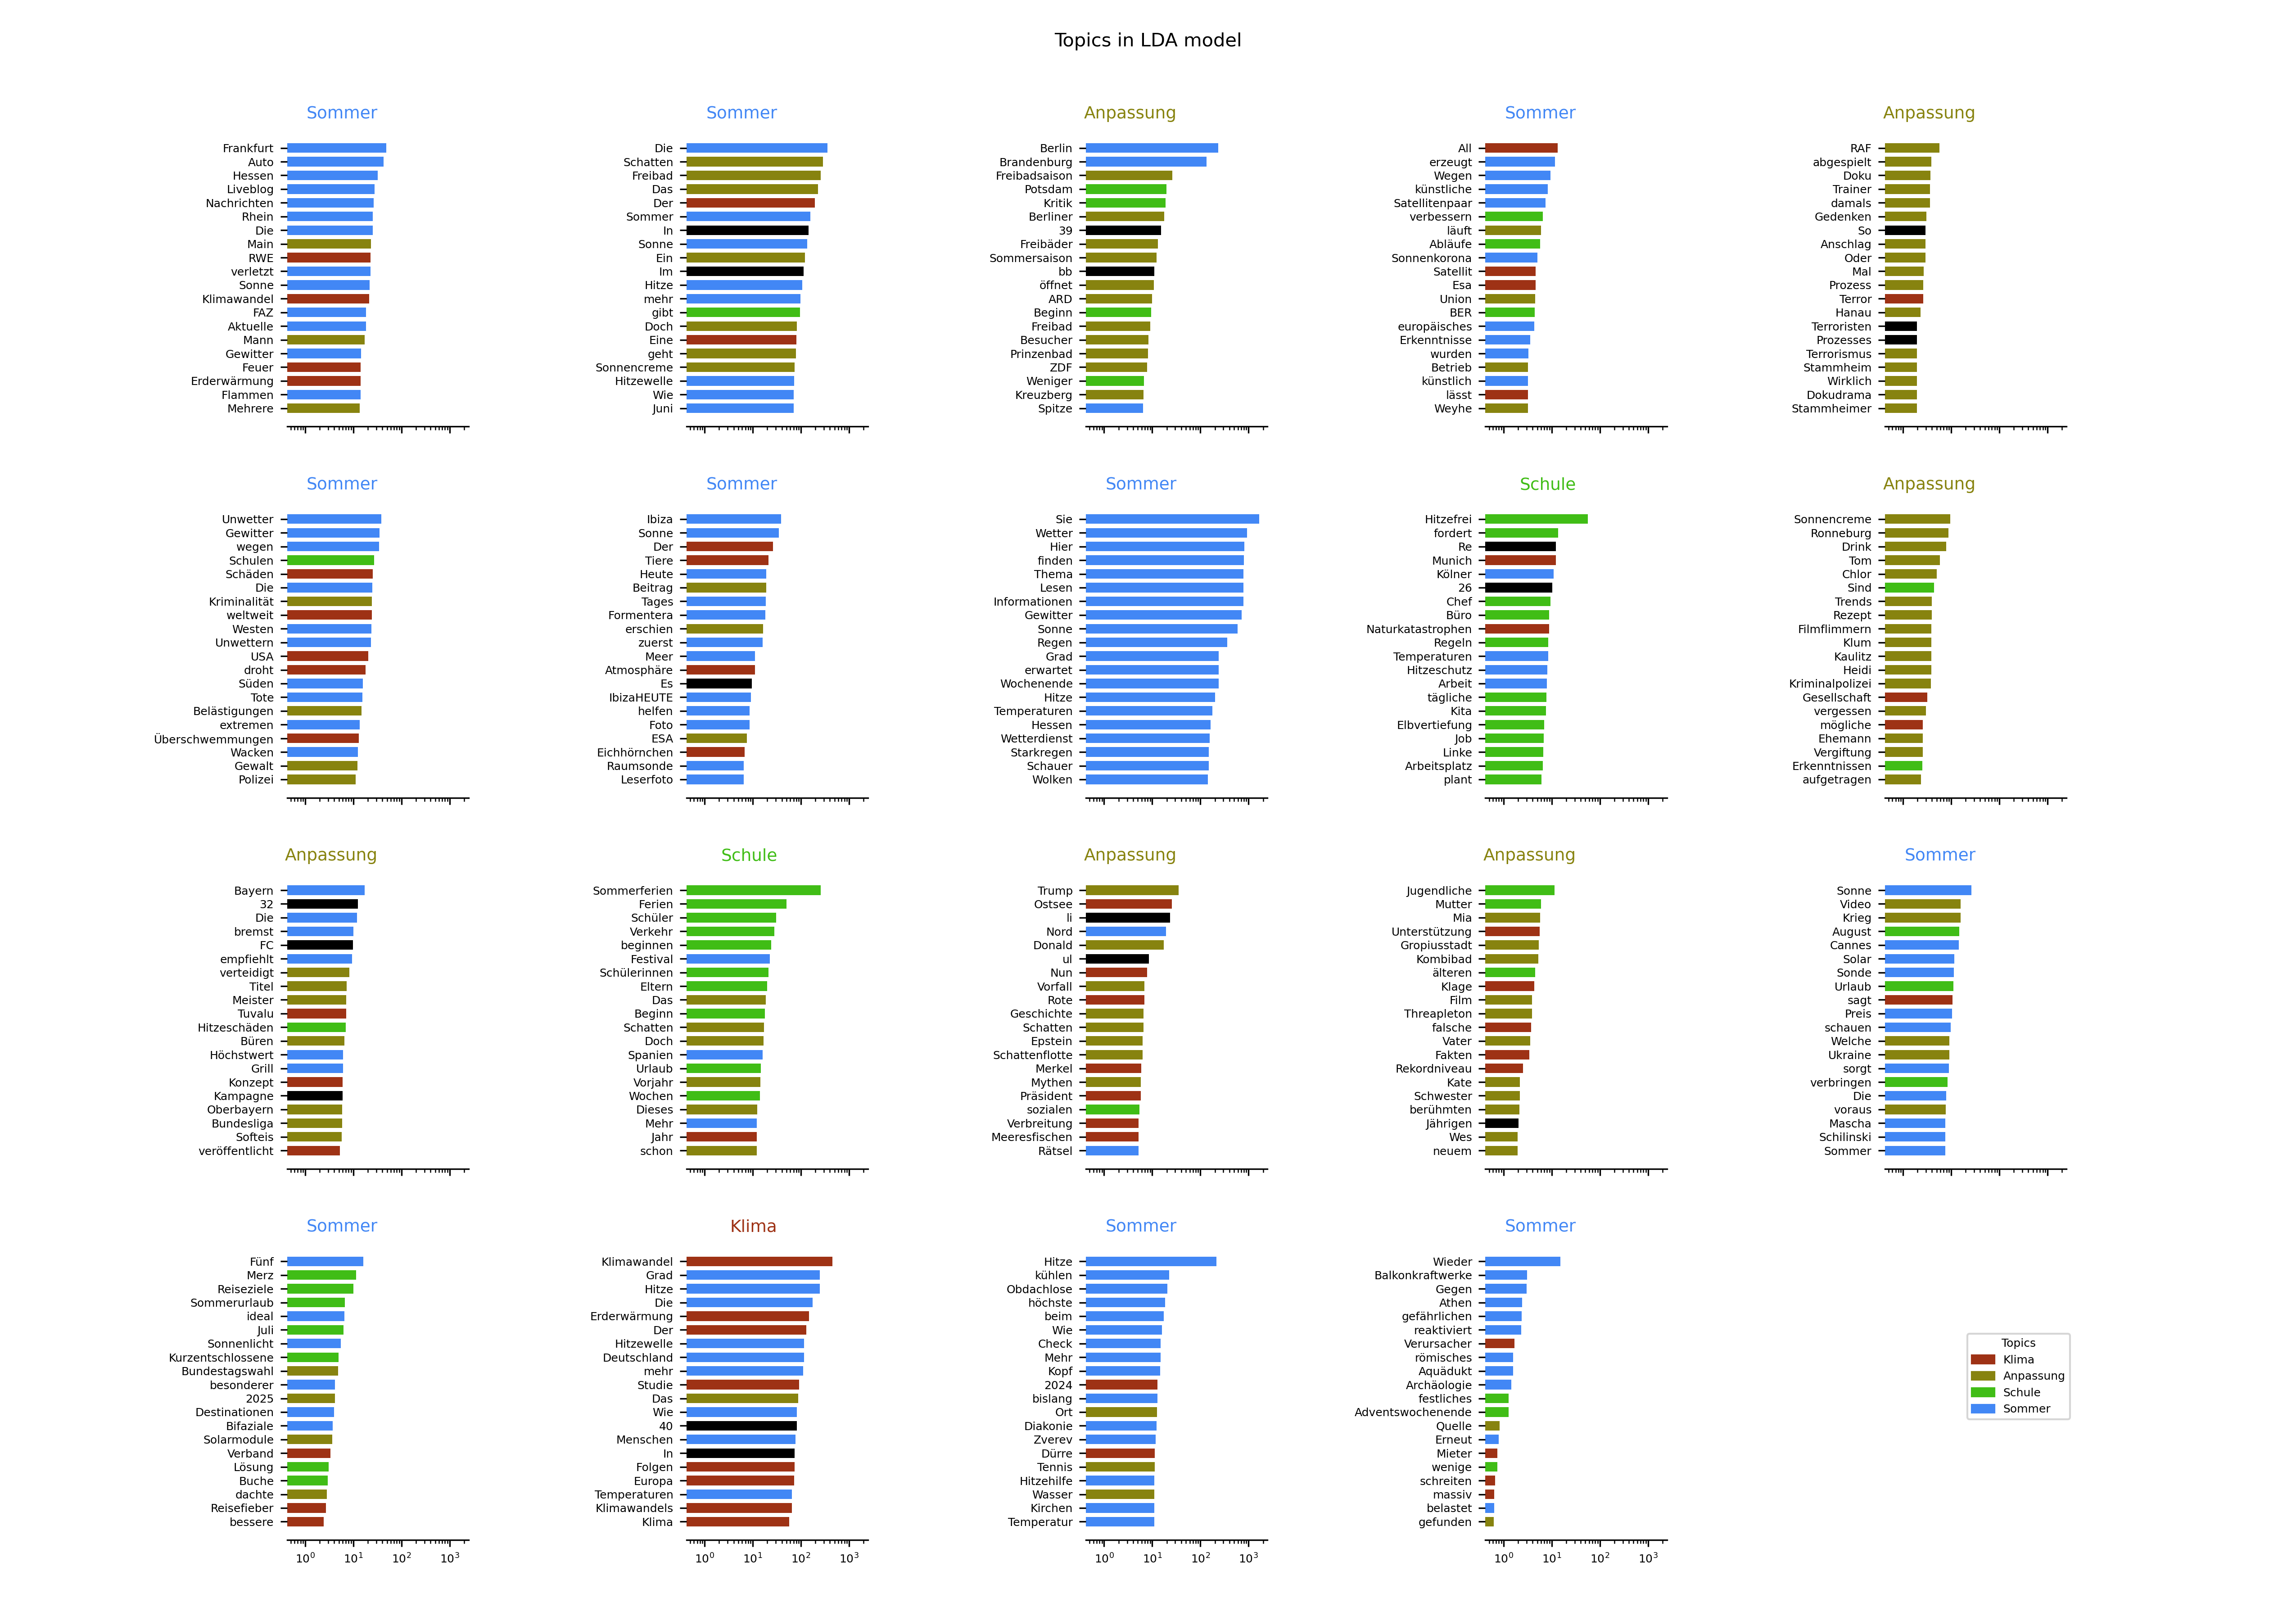 Topics in LDA model
Sommer
Frankfurt
Auto
Hessen
Liveblog
Nachrichten
Rhein
Die
Main
RWE
verletzt
Sonne
Klimawandel
FAZ
Aktuelle
Mann
Gewitter
Feuer
Erderwärmung
Flammen
Mehrere
Sommer
Die
Schatten
Freibad
Das
Der
Sommer
In
Sonne
Ein
Im
Hitze
mehr
gibt
Doch
Eine
geht
Sonnencreme
Hitzewelle
Wie
Juni
Anpassung
Berlin
Brandenburg
Freibadsaison
Potsdam
Kritik
Berliner
39
Freibäder
Sommersaison
bb
öffnet
ARD
Beginn
Freibad
Besucher
Prinzenbad
ZDF
Weniger
Kreuzberg
Spitze
Sommer
All
erzeugt
Wegen
künstliche
Satellitenpaar
verbessern
läuft
Abläufe
Sonnenkorona
Satellit
Esa
Union
BER
europäisches
Erkenntnisse
wurden
Betrieb
künstlich
lässt
Weyhe
Anpassung
RAF
abgespielt
Doku
Trainer
damals
Gedenken
So
Anschlag
Oder
Mal
Prozess
Terror
Hanau
Terroristen
Prozesses
Terrorismus
Stammheim
Wirklich
Dokudrama
Stammheimer
Sommer
Unwetter
Gewitter
wegen
Schulen
Schäden
Die
Kriminalität
weltweit
Westen
Unwettern
USA
droht
Süden
Tote
Belästigungen
extremen
Überschwemmungen
Wacken
Gewalt
Polizei
Sommer
Ibiza
Sonne
Der
Tiere
Heute
Beitrag
Tages
Formentera
erschien
zuerst
Meer
Atmosphäre
Es
IbizaHEUTE
helfen
Foto
ESA
Eichhörnchen
Raumsonde
Leserfoto
Sommer
Sie
Wetter
Hier
finden
Thema
Lesen
Informationen
Gewitter
Sonne
Regen
Grad
erwartet
Wochenende
Hitze
Temperaturen
Hessen
Wetterdienst
Starkregen
Schauer
Wolken
Schule
Hitzefrei
fordert
Re
Munich
Kölner
26
Chef
Büro
Naturkatastrophen
Regeln
Temperaturen
Hitzeschutz
Arbeit
tägliche
Kita
Elbvertiefung
Job
Linke
Arbeitsplatz
plant
Anpassung
Sonnencreme
Ronneburg
Drink
Tom
Chlor
Sind
Trends
Rezept
Filmflimmern
Klum
Kaulitz
Heidi
Kriminalpolizei
Gesellschaft
vergessen
mögliche
Ehemann
Vergiftung
Erkenntnissen
aufgetragen
Anpassung
Bayern
32
Die
bremst
FC
empfiehlt
verteidigt
Titel
Meister
Tuvalu
Hitzeschäden
Büren
Höchstwert
Grill
Konzept
Kampagne
Oberbayern
Bundesliga
Softeis
veröffentlicht
Schule
Sommerferien
Ferien
Schüler
Verkehr
beginnen
Festival
Schülerinnen
Eltern
Das
Beginn
Schatten
Doch
Spanien
Urlaub
Vorjahr
Wochen
Dieses
Mehr
Jahr
schon
Anpassung
Trump
Ostsee
li
Nord
Donald
ul
Nun
Vorfall
Rote
Geschichte
Schatten
Epstein
Schattenflotte
Merkel
Mythen
Präsident
sozialen
Verbreitung
Meeresfischen
Rätsel
Anpassung
Jugendliche
Mutter
Mia
Unterstützung
Gropiusstadt
Kombibad
älteren
Klage
Film
Threapleton
falsche
Vater
Fakten
Rekordniveau
Kate
Schwester
berühmten
Jährigen
Wes
neuem
Sommer
Sonne
Video
Krieg
August
Cannes
Solar
Sonde
Urlaub
sagt
Preis
schauen
Welche
Ukraine
sorgt
verbringen
Die
voraus
Mascha
Schilinski
Sommer
Sommer
Fünf
Merz
Reiseziele
Sommerurlaub
ideal
Juli
Sonnenlicht
Kurzentschlossene
Bundestagswahl
besonderer
2025
Destinationen
Bifaziale
Solarmodule
Verband
Lösung
Buche
dachte
Reisefieber
bessere
10⁰ 10¹ 10² 10³
Klima
Klimawandel
Grad
Hitze
Die
Erderwärmung
Der
Hitzewelle
Deutschland
mehr
Studie
Das
Wie
40
Menschen
In
Folgen
Europa
Temperaturen
Klimawandels
Klima
10⁰ 10¹ 10² 10³
Sommer
Hitze
kühlen
Obdachlose
höchste
beim
Wie
Check
Mehr
Kopf
2024
bislang
Ort
Diakonie
Zverev
Dürre
Tennis
Hitzehilfe
Wasser
Kirchen
Temperatur
10⁰ 10¹ 10² 10³
Sommer
Wieder
Balkonkraftwerke
Gegen
Athen
gefährlichen
reaktiviert
Verursacher
römisches
Aquädukt
Archäologie
festliches
Adventswochenende
Quelle
Erneut
Mieter
wenige
schreiten
massiv
belastet
gefunden
10⁰ 10¹ 10² 10³
Topics
Klima
Anpassung
Schule
Sommer